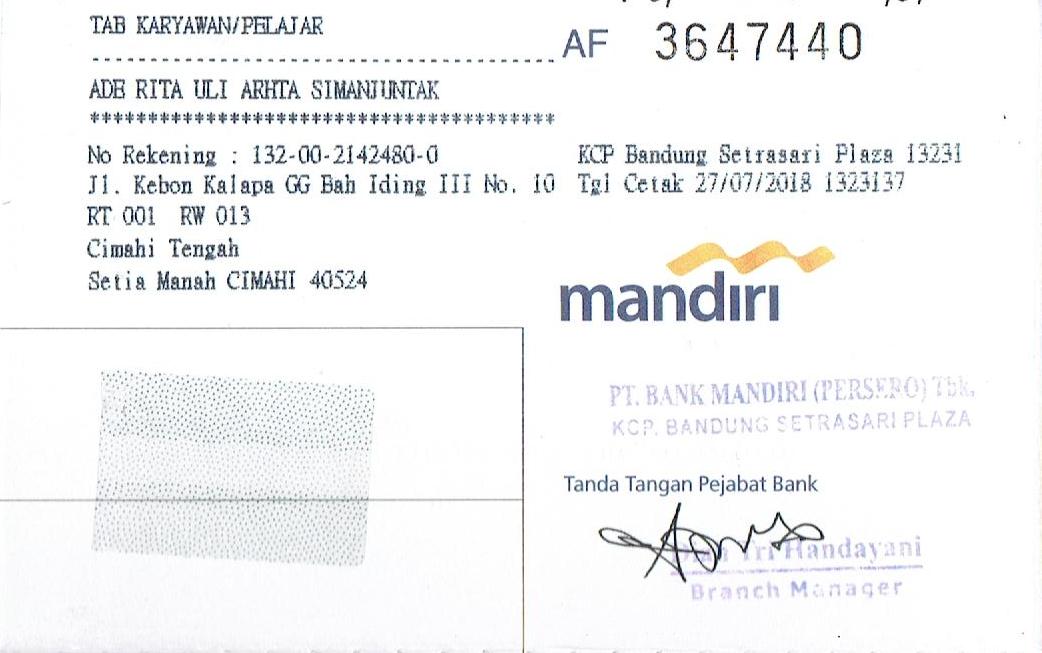 TAB KARYAWAN/PELAJAR
AF 3647440
ADE RITA ULI ARHTA SIMANJUNTAK
****************************************
No Rekening : 132-00-2142480-0
Jl. Kebon Kalapa GG Bah Iding III No. 10
RT 001 RW 013
Cimahi Tengah
Setia Manah CIMAHI 40524
KCP Bandung Setrasari Plaza 13231
Tgl Cetak 27/07/2018 1323137
mandiri
PT. BANK MANDIRI (PERSERO) Tbk.
KCP. BANDUNG SETRASARI PLAZA
Tanda Tangan Pejabat Bank
Tri Handayani
Branch Manager